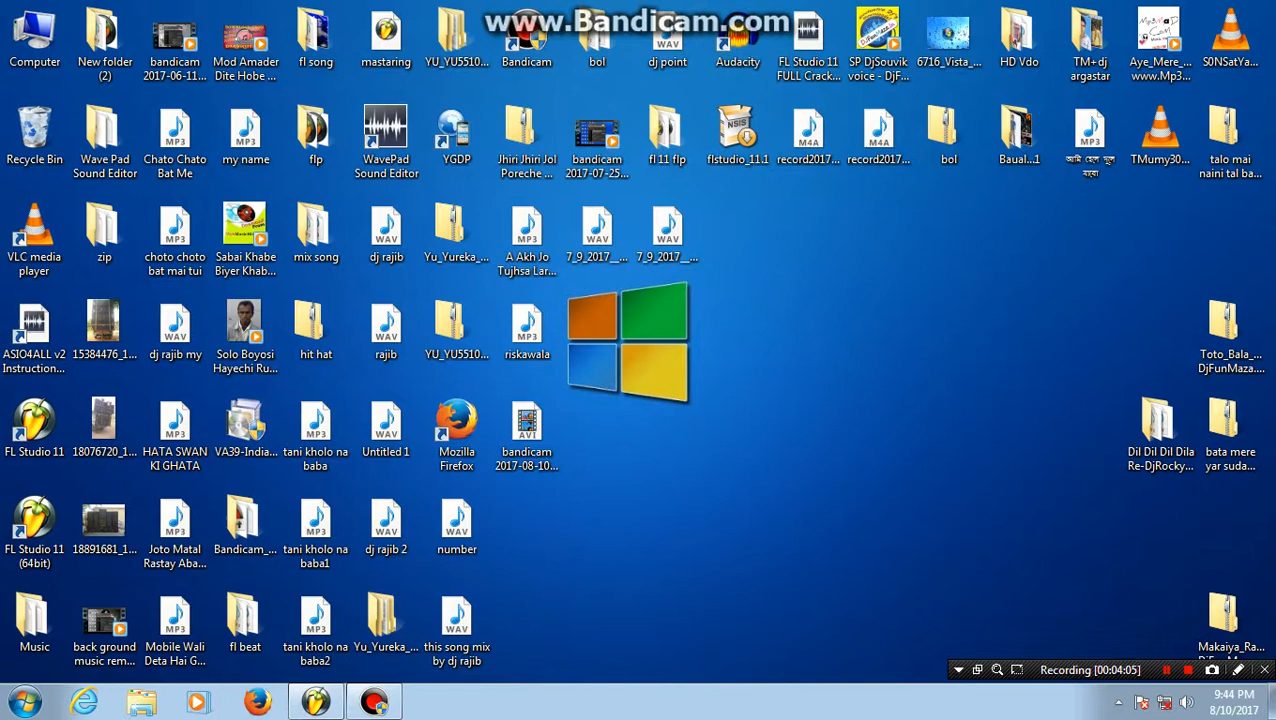 www.Bandicam.com
Computer
New folder
(2)
bandicam
2017-06-11...
Mod Amader
Dite Hobe ...
fl song
mastaring
YU_YU5510...
Bandicam
bol
dj point
Audacity
FL Studio 11
FULL Crack...
SP DjSouvik
voice - DjF...
6716_Vista_...
HD Vdo
TM+dj
argastar
Aye_Mere_...
www.Mp3...
S0NSatYa...
Recycle Bin
Wave Pad
Sound Editor
Chato Chato
Bat Me
my name
flp
WavePad
Sound Editor
YGDP
Jhiri Jhiri Jol
Poreche ...
bandicam
2017-07-25...
fl 11 flp
flstudio_11.1
record2017...
record2017...
bol
Baual...1
আমি হেলে দুলে
যাবো
TMumy30...
talo mai
naini tal ba...
VLC media
player
zip
choto choto
bat mai tui
Sabai Khabe
Biyer Khab...
mix song
dj rajib
Yu_Yureka_...
A Akh Jo
Tujhsa Lar...
7_9_2017__...
7_9_2017__...
ASIO4ALL v2
Instruction...
15384476_1...
dj rajib my
Solo Boyosi
Hayechi Ru...
hit hat
rajib
YU_YU5510...
riskawala
Toto_Bala_...
DjFunMaza....
FL Studio 11
18076720_1...
HATA SWAN
KI GHATA
VA39-India...
tani kholo na
baba
Untitled 1
Mozilla
Firefox
bandicam
2017-08-10...
Dil Dil Dil Dila
Re-DjRocky...
bata mere
yar suda...
FL Studio 11
(64bit)
18891681_1...
Joto Matal
Rastay Aba...
Bandicam_...
tani kholo na
baba1
dj rajib 2
number
Music
back ground
music rem...
Mobile Wali
Deta Hai G...
fl beat
tani kholo na
baba2
Yu_Yureka_...
this song mix
by dj rajib
Makaiya_Ra...
Recording [00:04:05]
9:44 PM
8/10/2017